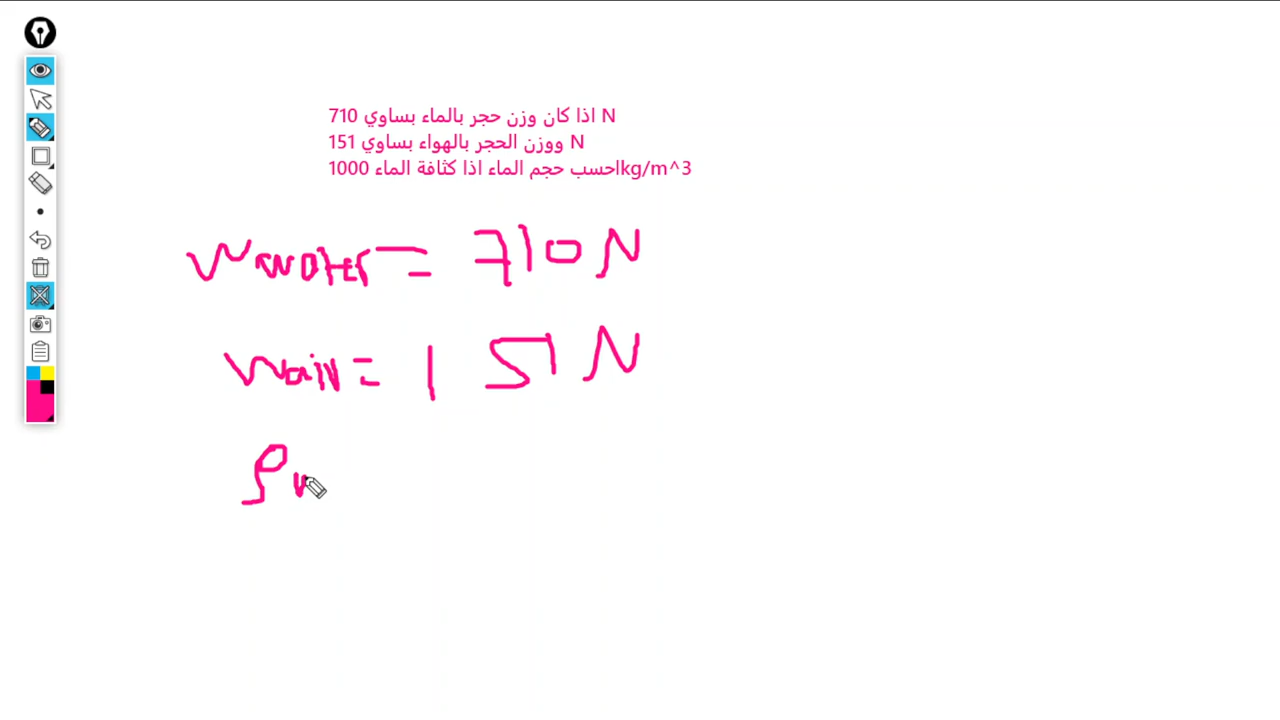 اذا كان وزن حجر بالماء بساوي 710 N
ووزن الحجر بالهواء بساوي 151 N
احسب حجم الماء اذا كثافة الماء 1000kg/m^3
Wwater = 710 N
Wair = 151 N
ρw